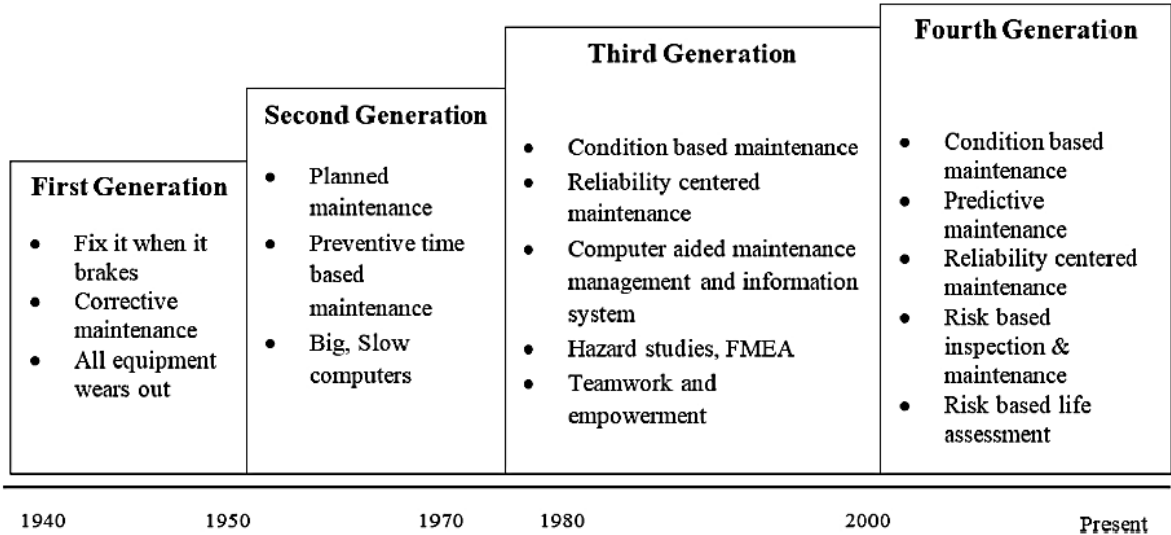 First Generation
• Fix it when it
brakes
• Corrective
maintenance
• All equipment
wears out
Second Generation
• Planned
maintenance
• Preventive time
based
maintenance
• Big, Slow
computers
Third Generation
• Condition based maintenance
• Reliability centered
maintenance
• Computer aided maintenance
management and information
system
• Hazard studies, FMEA
• Teamwork and
empowerment
Fourth Generation
• Condition based
maintenance
• Predictive
maintenance
• Reliability centered
maintenance
• Risk based
inspection &
maintenance
• Risk based life
assessment
1940 1950 1970 1980 2000 Present